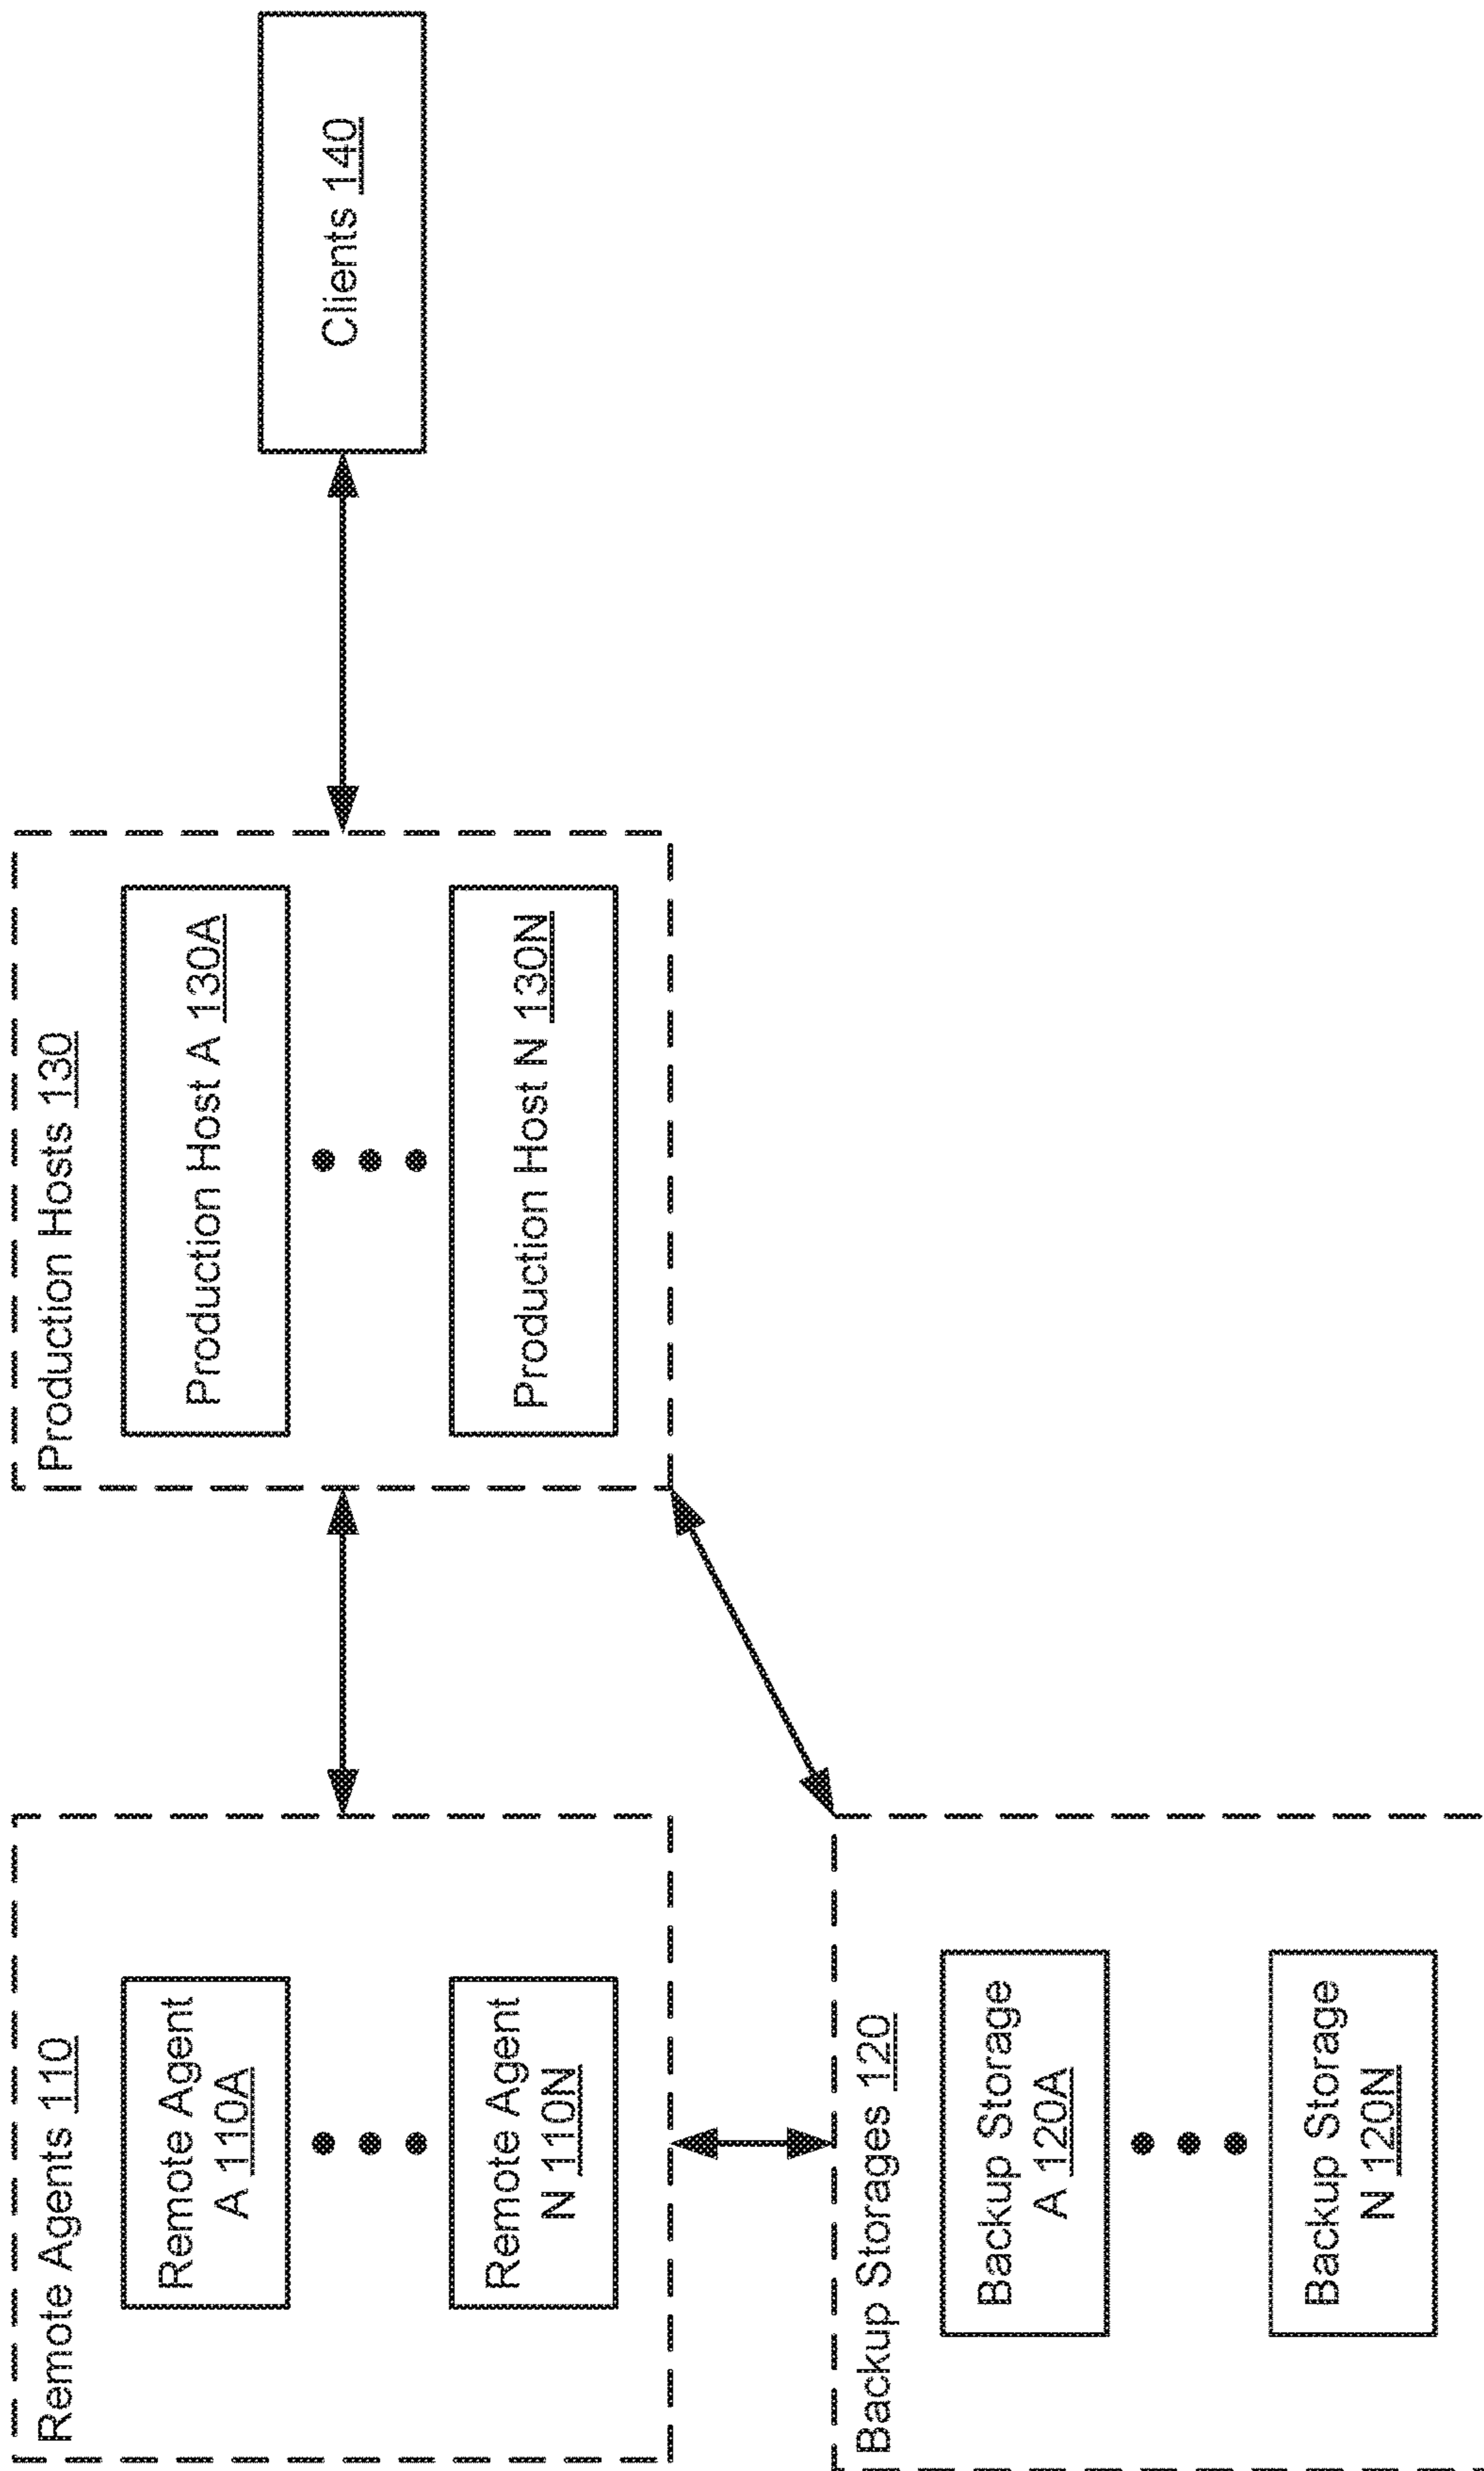 Remote Agents 110
Remote Agent
A 110A
Remote Agent
N 110N
Production Hosts 130
Production Host A 130A
Production Host N 130N
Clients 140
Backup Storages 120
Backup Storage
A 120A
Backup Storage
N 120N